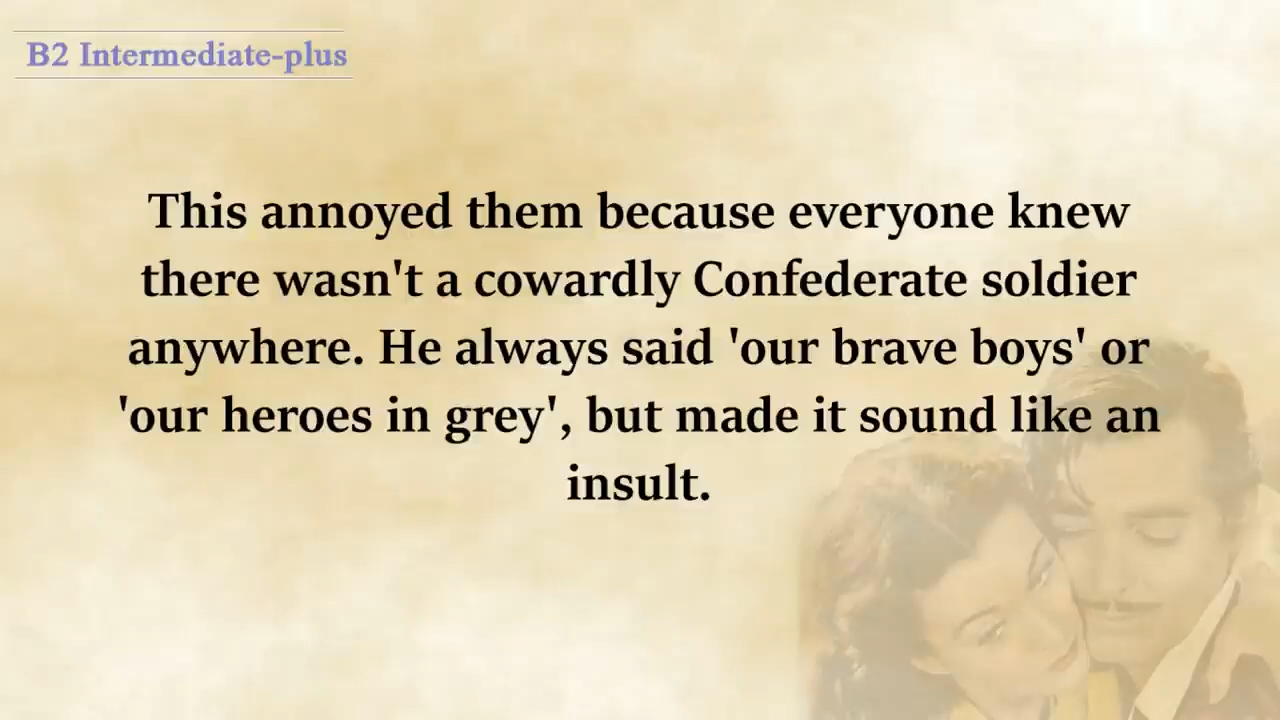 B2 Intermediate-plus
This annoyed them because everyone knew
there wasn't a cowardly Confederate soldier
anywhere. He always said 'our brave boys' or
'our heroes in grey', but made it sound like an
insult.